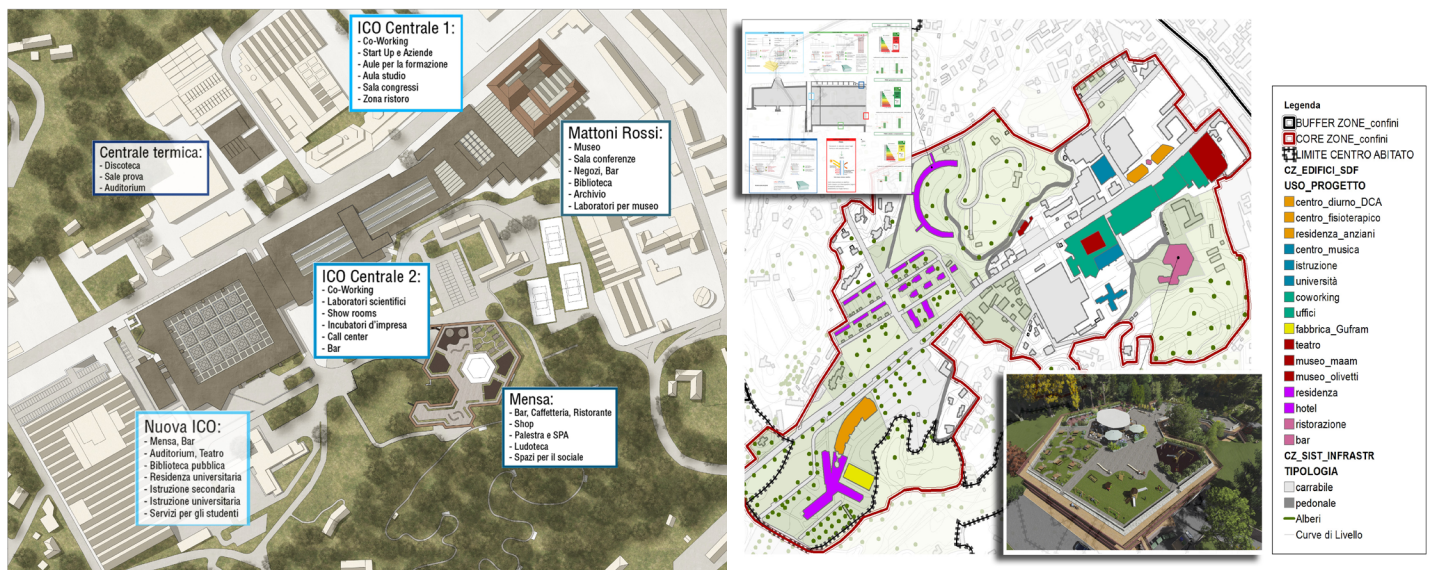 ICO Centrale 1:
- Co-Working
- Start Up e Aziende
- Aule per la formazione
- Aula studio
- Sala congressi
- Zona ristoro
Centrale termica:
- Discoteca
- Sale prova
- Auditorium
Mattoni Rossi:
- Museo
- Sala conferenze
- Negozi, Bar
- Biblioteca
- Archivio
- Laboratori per museo
ICO Centrale 2:
- Co-Working
- Laboratori scientifici
- Show rooms
- Incubatori d'impresa
- Call center
- Bar
Mensa:
- Bar, Caffetteria, Ristorante
- Shop
- Palestra e SPA
- Ludoteca
- Spazi per il sociale
Nuova ICO:
- Mensa, Bar
- Auditorium, Teatro
- Biblioteca pubblica
- Residenza universitaria
- Istruzione secondaria
- Istruzione universitaria
- Servizi per gli studenti
Legenda
BUFFER ZONE_confini
CORE ZONE_confini
LIMITE CENTRO ABITATO
CZ_EDIFICI_SDF
USO_PROGETTO
centro_diurno_DCA
centro_fisioterapico
residenza_anziani
centro_musica
istruzione
università
coworking
uffici
fabbrica_Gufram
teatro
museo_maam
museo_olivetti
residenza
hotel
ristorazione
bar
CZ_SIST_INFRASTR
TIPOLOGIA
carrabile
pedonale
Alberi
Curve di Livello